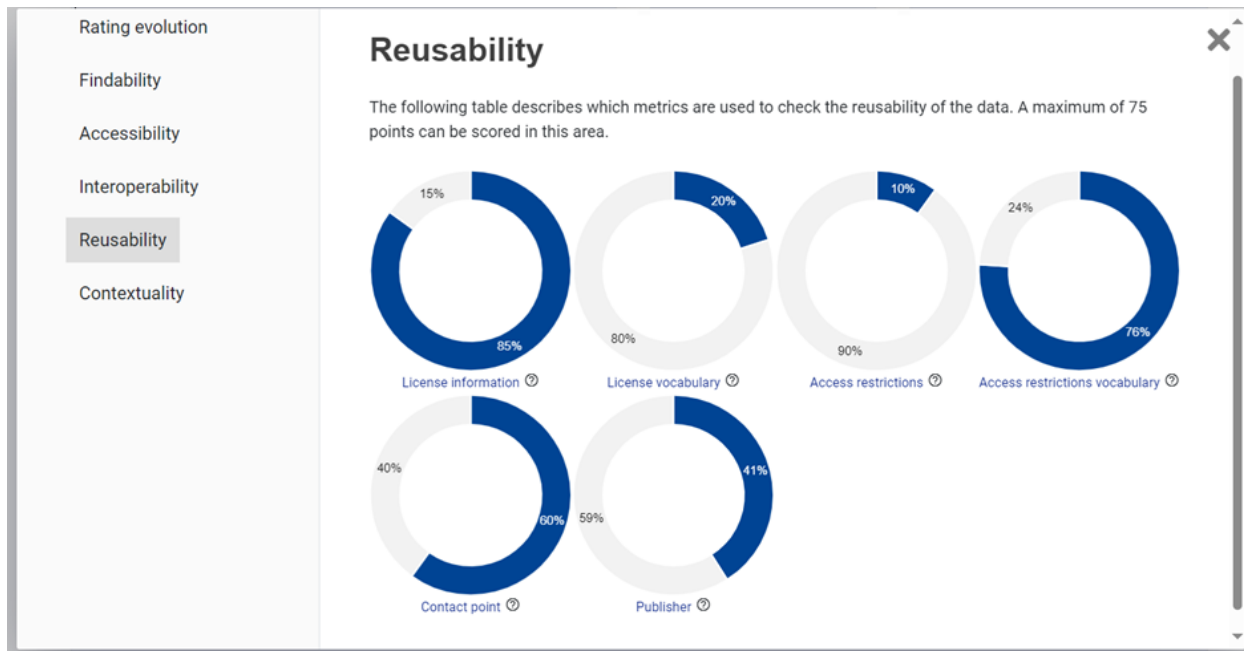 Rating evolution
Findability
Accessibility
Interoperability
Reusability
Contextuality
Reusability
The following table describes which metrics are used to check the reusability of the data. A maximum of 75
points can be scored in this area.
15%
85%
License information
20%
80%
License vocabulary
10%
90%
Access restrictions
24%
76%
Access restrictions vocabulary
40%
60%
Contact point
41%
59%
Publisher